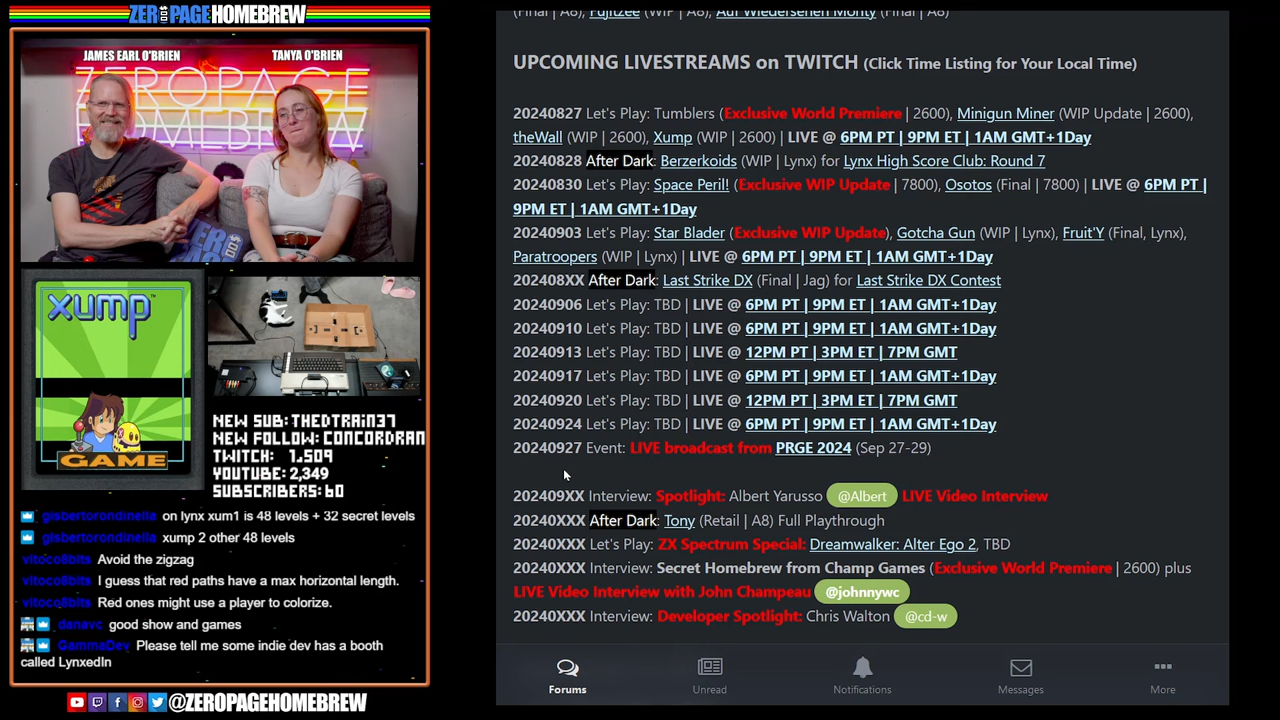 ZEROPAGEHOMEBREW
JAMES EARL O'BRIEN
TANYA O'BRIEN
ZEROPAGE
HOMEBREW
xump™
GAME
NEW SUB: THEDTRAIN37
NEW FOLLOW: CONCORDRAN
TWITCH: 1,509
YOUTUBE: 2,349
SUBSCRIBERS: 60
gisbertorondinella on lynx xum1 is 48 levels + 32 secret levels
gisbertorondinella xump 2 other 48 levels
vitoco8bits Avoid the zigzag
vitoco8bits I guess that red paths have a max horizontal length.
vitoco8bits Red ones might use a player to colorize.
danavc good show and games
GammaDev Please tell me some indie dev has a booth
called LynxedIn
@ZEROPAGEHOMEBREW
(Final | A8), Fujitzee (WIP | A8), Auf Wiedersehen Monty (Final | A8)
UPCOMING LIVESTREAMS on TWITCH (Click Time Listing for Your Local Time)
20240827 Let's Play: Tumblers (Exclusive World Premiere | 2600), Minigun Miner (WIP Update | 2600),
theWall (WIP | 2600), Xump (WIP | 2600) | LIVE @ 6PM PT | 9PM ET | 1AM GMT+1Day
20240828 After Dark: Berzerkoids (WIP | Lynx) for Lynx High Score Club: Round 7
20240830 Let's Play: Space Peril! (Exclusive WIP Update | 7800), Osotos (Final | 7800) | LIVE @ 6PM PT |
9PM ET | 1AM GMT+1Day
20240903 Let's Play: Star Blader (Exclusive WIP Update), Gotcha Gun (WIP | Lynx), Fruit'Y (Final, Lynx),
Paratroopers (WIP | Lynx) | LIVE @ 6PM PT | 9PM ET | 1AM GMT+1Day
202408XX After Dark: Last Strike DX (Final | Jag) for Last Strike DX Contest
20240906 Let's Play: TBD | LIVE @ 6PM PT | 9PM ET | 1AM GMT+1Day
20240910 Let's Play: TBD | LIVE @ 6PM PT | 9PM ET | 1AM GMT+1Day
20240913 Let's Play: TBD | LIVE @ 12PM PT | 3PM ET | 7PM GMT
20240917 Let's Play: TBD | LIVE @ 6PM PT | 9PM ET | 1AM GMT+1Day
20240920 Let's Play: TBD | LIVE @ 12PM PT | 3PM ET | 7PM GMT
20240924 Let's Play: TBD | LIVE @ 6PM PT | 9PM ET | 1AM GMT+1Day
20240927 Event: LIVE broadcast from PRGE 2024 (Sep 27-29)
202409XX Interview: Spotlight: Albert Yarusso @Albert LIVE Video Interview
20240XXX After Dark: Tony (Retail | A8) Full Playthrough
20240XXX Let's Play: ZX Spectrum Special: Dreamwalker: Alter Ego 2, TBD
20240XXX Interview: Secret Homebrew from Champ Games (Exclusive World Premiere | 2600) plus
LIVE Video Interview with John Champeau @johnnywc
20240XXX Interview: Developer Spotlight: Chris Walton @cd-w
Forums
Unread
Notifications
Messages
More